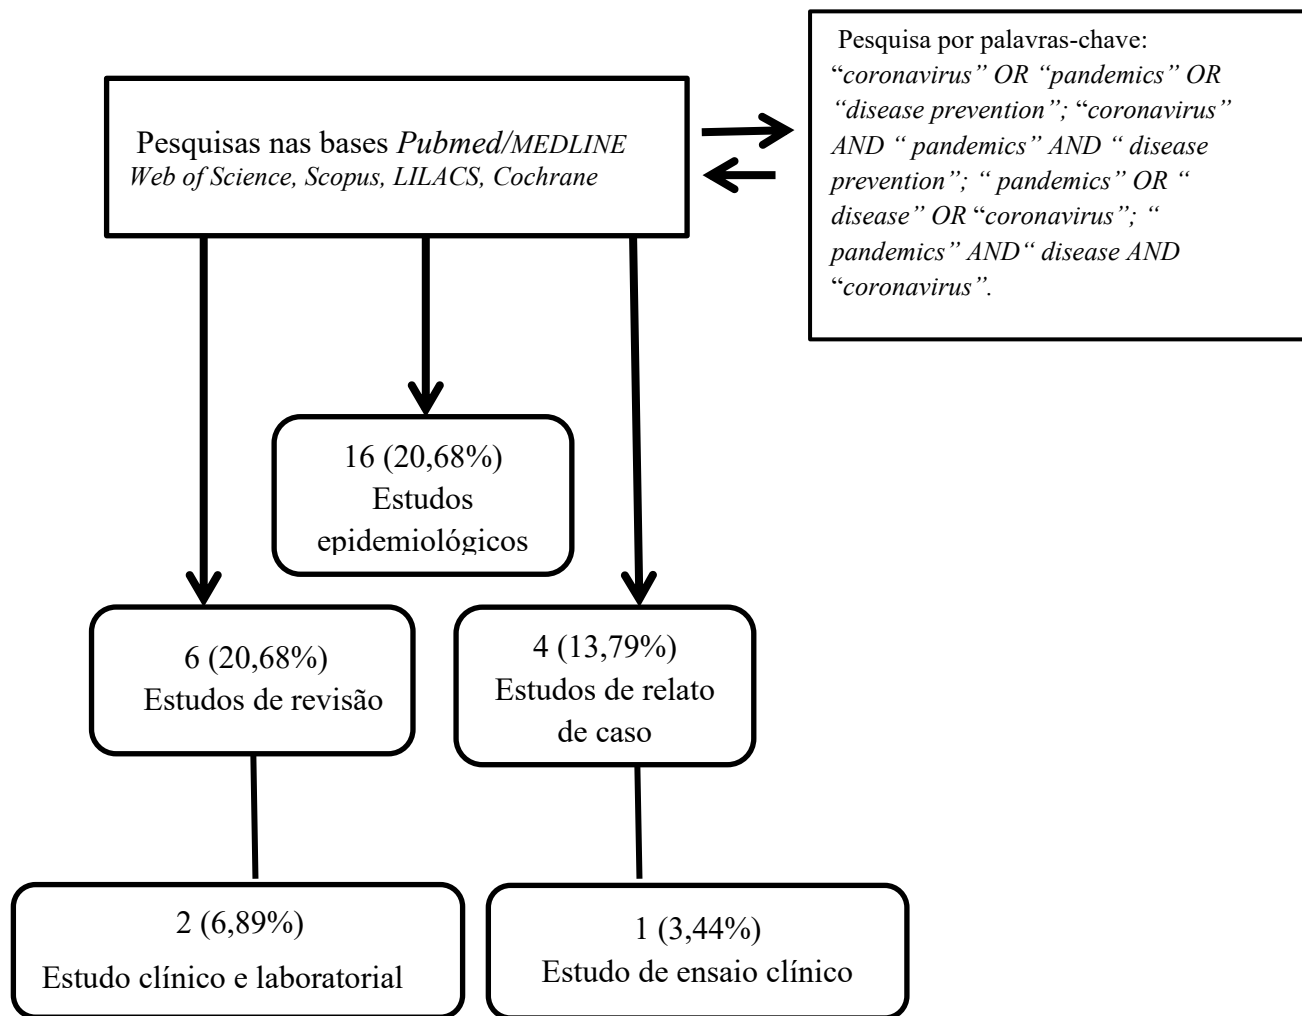 Pesquisa por palavras-chave:
“coronavirus” OR “pandemics” OR
“disease prevention”; “coronavirus”
AND “ pandemics” AND “ disease
prevention”; “ pandemics” OR “
disease” OR “coronavirus”; “
pandemics” AND“ disease AND
“coronavirus”.
Pesquisas nas bases Pubmed/MEDLINE
Web of Science, Scopus, LILACS, Cochrane
16 (20,68%)
Estudos
epidemiológicos
6 (20,68%)
Estudos de revisão
4 (13,79%)
Estudos de relato
de caso
2 (6,89%)
Estudo clínico e laboratorial
1 (3,44%)
Estudo de ensaio clínico